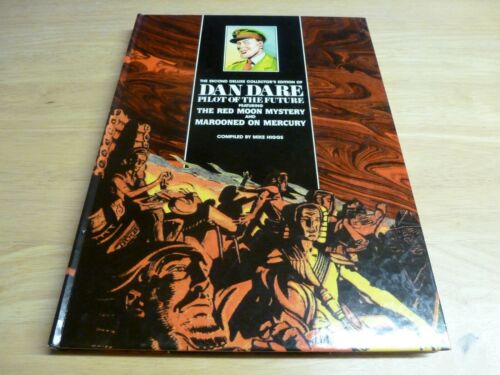 THE SECOND DELUXE COLLECTOR'S EDITION OF
DAN DARE
PILOT OF THE FUTURE
FEATURING
THE RED MOON MYSTERY
AND
MAROONED ON MERCURY
COMPILED BY MIKE HIGGS